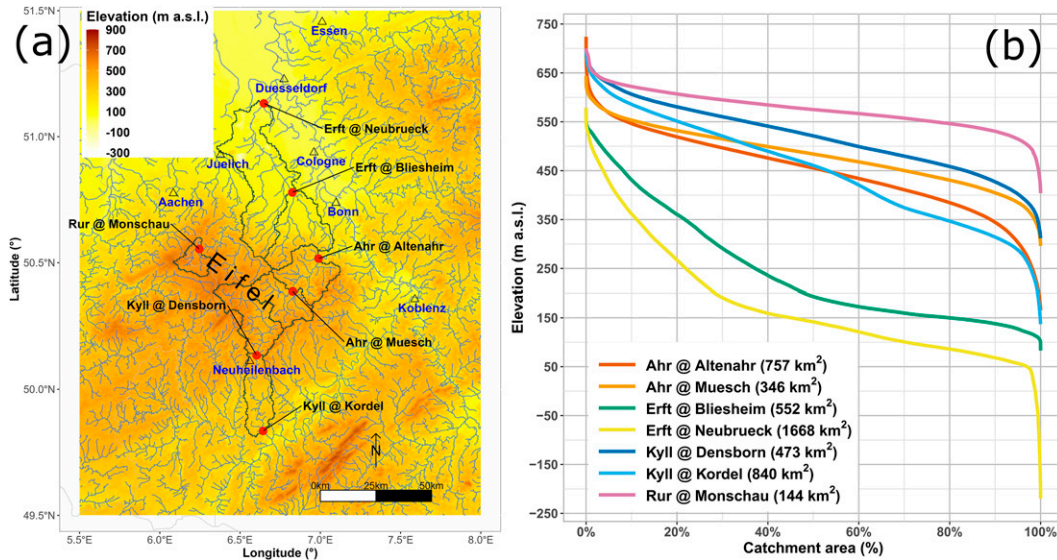 (a)
Elevation (m a.s.l.)
900
700
500
300
100
-100
-300
51.5°N
51.0°N
50.5°N
50.0°N
49.5°N
Latitude (°)
Essen
Duesseldorf
Erft @ Neubrueck
Juelich
Cologne
Erft @ Bliesheim
Aachen
Bonn
Rur @ Monschau
Ahr @ Altenahr
Eifel
Kyll @ Densborn
Koblenz
Ahr @ Muesch
Neuheilenbach
Kyll @ Kordel
N
0km 25km 50km
5.5°E 6.0°E 6.5°E 7.0°E 7.5°E 8.0°E
Longitude (°)
(b)
750
650
550
450
350
250
150
50
-50
-150
-250
Elevation (m a.s.l.)
Ahr @ Altenahr (757 km²)
Ahr @ Muesch (346 km²)
Erft @ Bliesheim (552 km²)
Erft @ Neubrueck (1668 km²)
Kyll @ Densborn (473 km²)
Kyll @ Kordel (840 km²)
Rur @ Monschau (144 km²)
0% 20% 40% 60% 80% 100%
Catchment area (%)